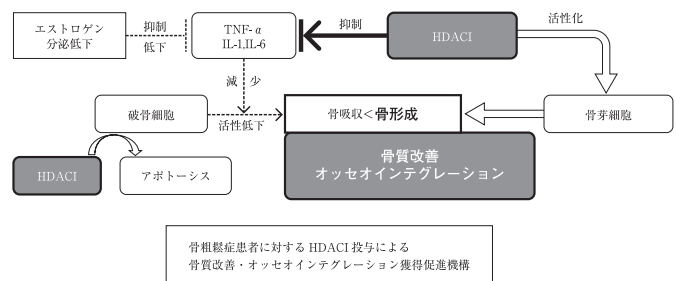 エストロゲン
分泌低下
抑制
低下
TNF-α
IL-1,IL-6
抑制
HDACI
活性化
減 少
破骨細胞
活性低下
骨吸収<骨形成
骨芽細胞
HDACI
アポトーシス
骨質改善
オッセオインテグレーション
骨粗鬆症患者に対する HDACI 投与による
骨質改善・オッセオインテグレーション獲得促進機構